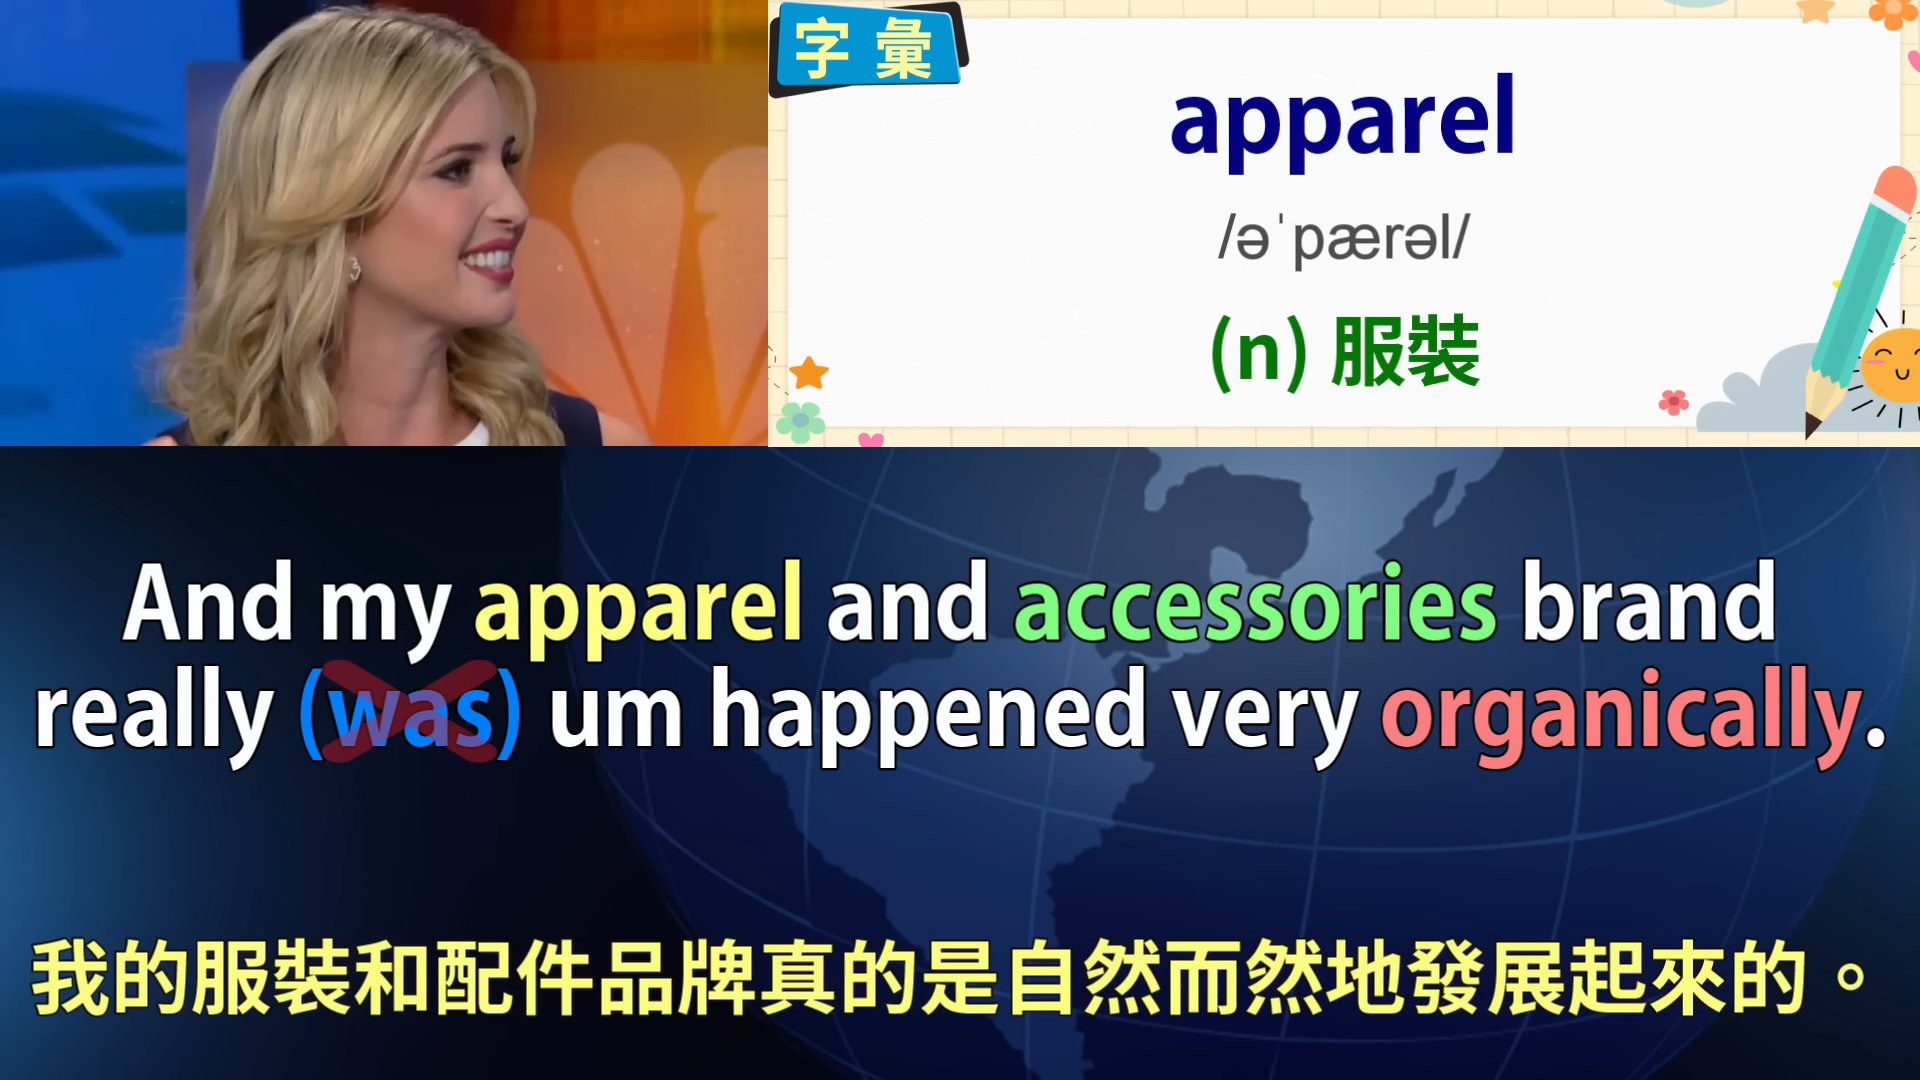 字彙
apparel
/əˈpærəl/
(n) 服裝
And my apparel and accessories brand
really (was) um happened very organically.
我的服裝和配件品牌真的是自然而然地發展起來的。